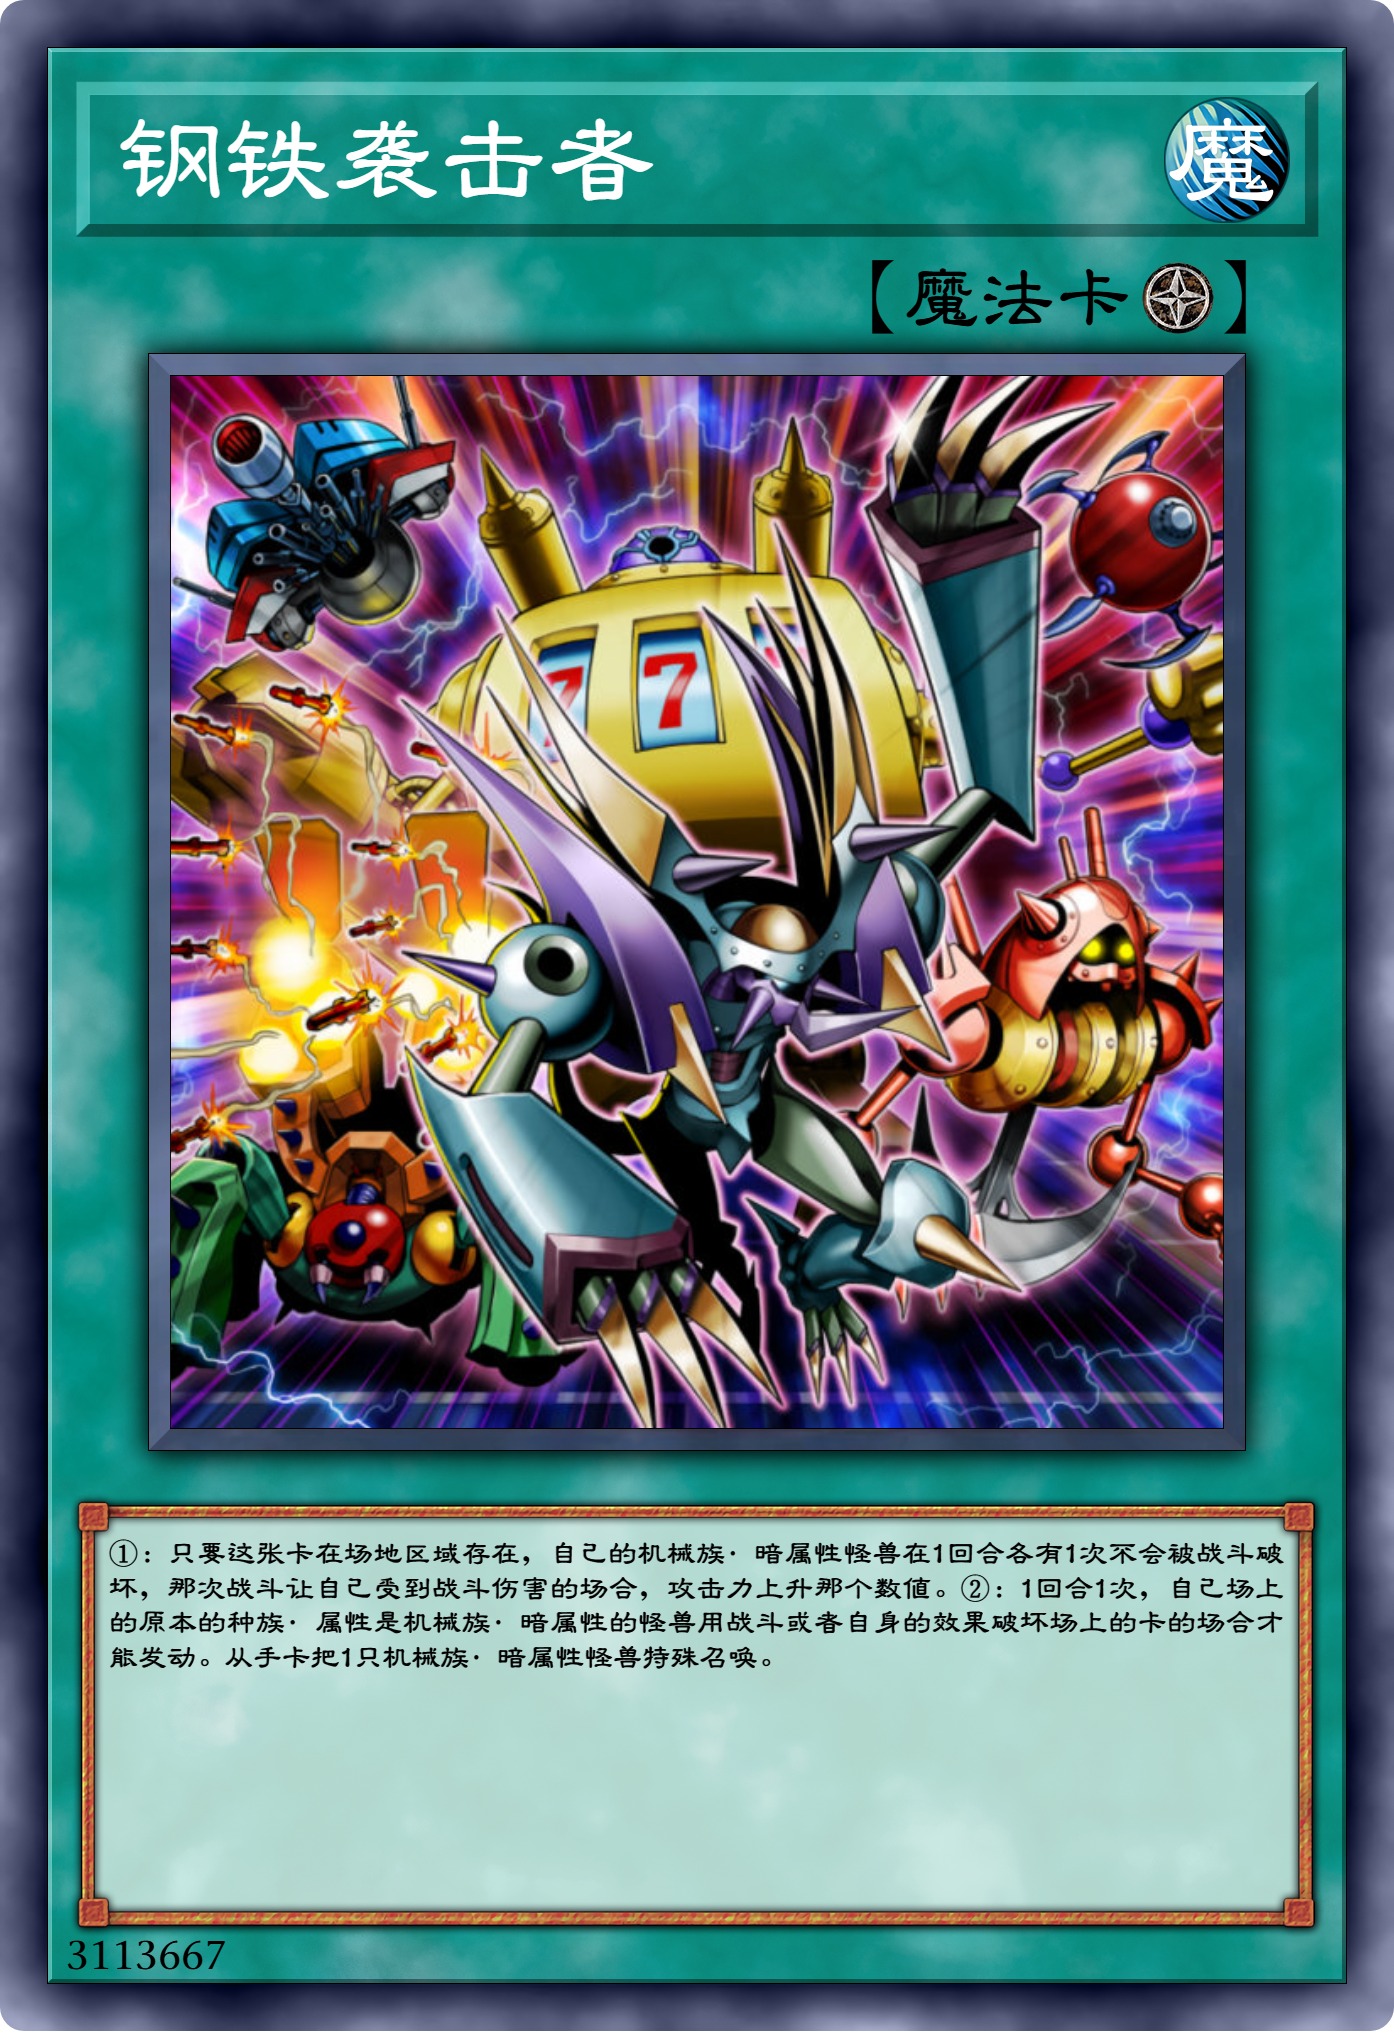 钢铁袭击者
魔
【魔法卡】
7 7 7
①：只要这张卡在场地区域存在，自己的机械族·暗属性怪兽在1回合各有1次不会被战斗破
坏，那次战斗让自己受到战斗伤害的场合，攻击力上升那个数值。②：1回合1次，自己场上
的原本的种族·属性是机械族·暗属性的怪兽用战斗或者自身的效果破坏场上的卡的场合才
能发动。从手卡把1只机械族·暗属性怪兽特殊召唤。
3113667